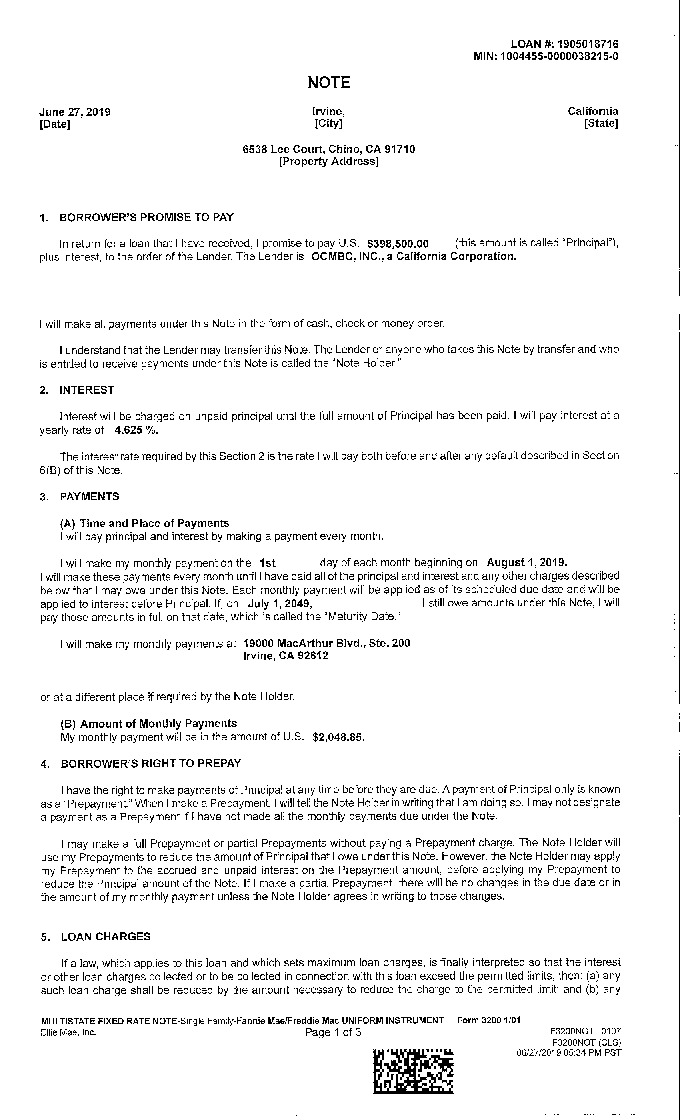 LOAN #: 1905018716
MIN: 1004455-0000038215-0
NOTE
June 27, 2019 Irvine, California
[Date] [City] [State]
6538 Lee Court, Chino, CA 91710
[Property Address]
1. BORROWER'S PROMISE TO PAY
In return for a loan that I have received, I promise to pay U.S. $398,500.00 (this amount is called "Principal"),
plus interest, to the order of the Lender. The Lender is OCMBC, INC., a California Corporation.
I will make all payments under this Note in the form of cash, check or money order.
I understand that the Lender may transfer this Note. The Lender or anyone who takes this Note by transfer and who
is entitled to receive payments under this Note is called the "Note Holder."
2. INTEREST
Interest will be charged on unpaid principal until the full amount of Principal has been paid. I will pay interest at a
yearly rate of 4.625 %.
The interest rate required by this Section 2 is the rate I will pay both before and after any default described in Section
6(B) of this Note.
3. PAYMENTS
(A) Time and Place of Payments
I will pay principal and interest by making a payment every month.
I will make my monthly payment on the 1st day of each month beginning on August 1, 2019.
I will make these payments every month until I have paid all of the principal and interest and any other charges described
below that I may owe under this Note. Each monthly payment will be applied as of its scheduled due date and will be
applied to interest before Principal. If, on July 1, 2049, I still owe amounts under this Note, I will
pay those amounts in full on that date, which is called the "Maturity Date."
I will make my monthly payments at 19000 MacArthur Blvd., Ste. 200
Irvine, CA 92612
or at a different place if required by the Note Holder.
(B) Amount of Monthly Payments
My monthly payment will be in the amount of U.S. $2,048.85.
4. BORROWER'S RIGHT TO PREPAY
I have the right to make payments of Principal at any time before they are due. A payment of Principal only is known
as a "Prepayment." When I make a Prepayment, I will tell the Note Holder in writing that I am doing so. I may not designate
a payment as a Prepayment if I have not made all the monthly payments due under the Note.
I may make a full Prepayment or partial Prepayments without paying a Prepayment charge. The Note Holder will
use my Prepayments to reduce the amount of Principal that I owe under this Note. However, the Note Holder may apply
my Prepayment to the accrued and unpaid interest on the Prepayment amount, before applying my Prepayment to
reduce the Principal amount of the Note. If I make a partial Prepayment, there will be no changes in the due date or in
the amount of my monthly payment unless the Note Holder agrees in writing to those changes.
5. LOAN CHARGES
If a law, which applies to this loan and which sets maximum loan charges, is finally interpreted so that the interest
or other loan charges collected or to be collected in connection with this loan exceed the permitted limits, then: (a) any
such loan charge shall be reduced by the amount necessary to reduce the charge to the permitted limit; and (b) any
MULTISTATE FIXED RATE NOTE-Single Family-Fannie Mae/Freddie Mac UNIFORM INSTRUMENT Form 3200 1/01
Ellie Mae, Inc. Page 1 of 3 F3200NOT 0107
F3200NOT (CLS)
06/27/2019 05:34 PM PST